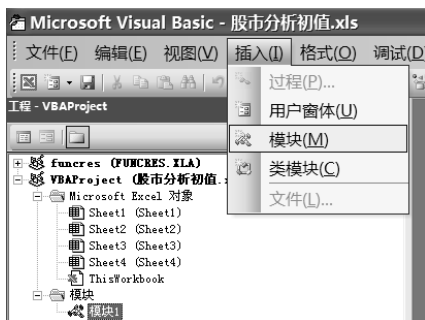 Microsoft Visual Basic - 股市分析初值.xls
文件(F) 编辑(E) 视图(V) 插入(I) 格式(O) 调试(D
工程 - VBAProject
过程(P)...
用户窗体(U)
模块(M)
类模块(C)
文件(L)...
funcres (FUNCRES.XLA)
VBAProject (股市分析初值.
Microsoft Excel 对象
Sheet1 (Sheet1)
Sheet2 (Sheet2)
Sheet3 (Sheet3)
Sheet4 (Sheet4)
ThisWorkbook
模块
模块1